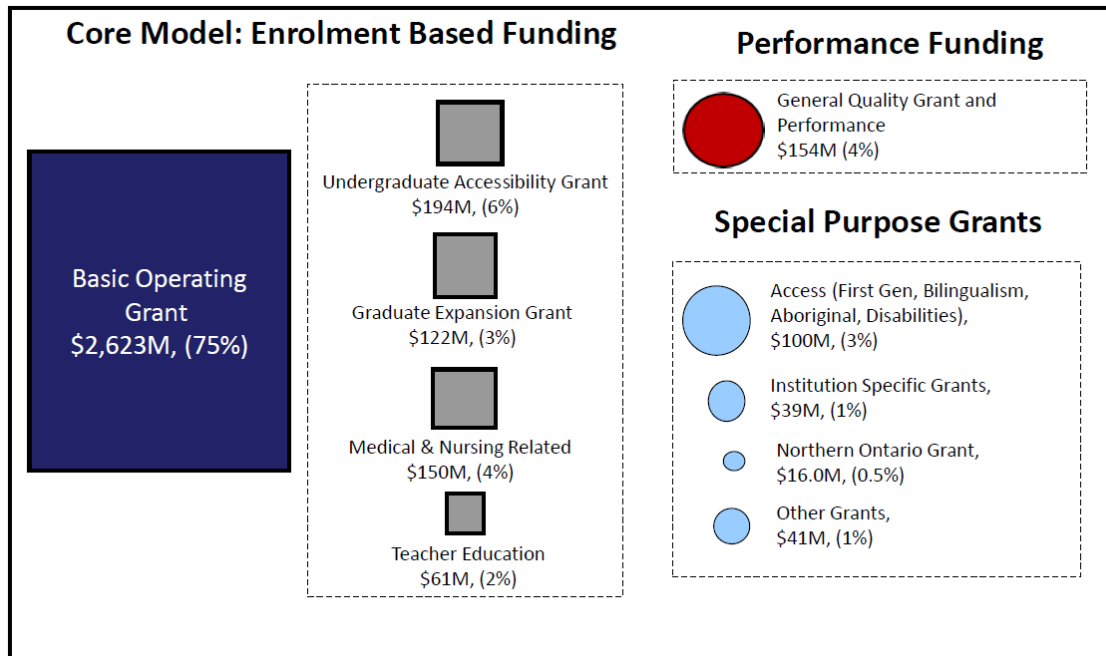 Core Model: Enrolment Based Funding
Basic Operating
Grant
$2,623M, (75%)
Undergraduate Accessibility Grant
$194M, (6%)
Graduate Expansion Grant
$122M, (3%)
Medical & Nursing Related
$150M, (4%)
Teacher Education
$61M, (2%)
Performance Funding
General Quality Grant and
Performance
$154M (4%)
Special Purpose Grants
Access (First Gen, Bilingualism,
Aboriginal, Disabilities),
$100M, (3%)
Institution Specific Grants,
$39M, (1%)
Northern Ontario Grant,
$16.0M, (0.5%)
Other Grants,
$41M, (1%)